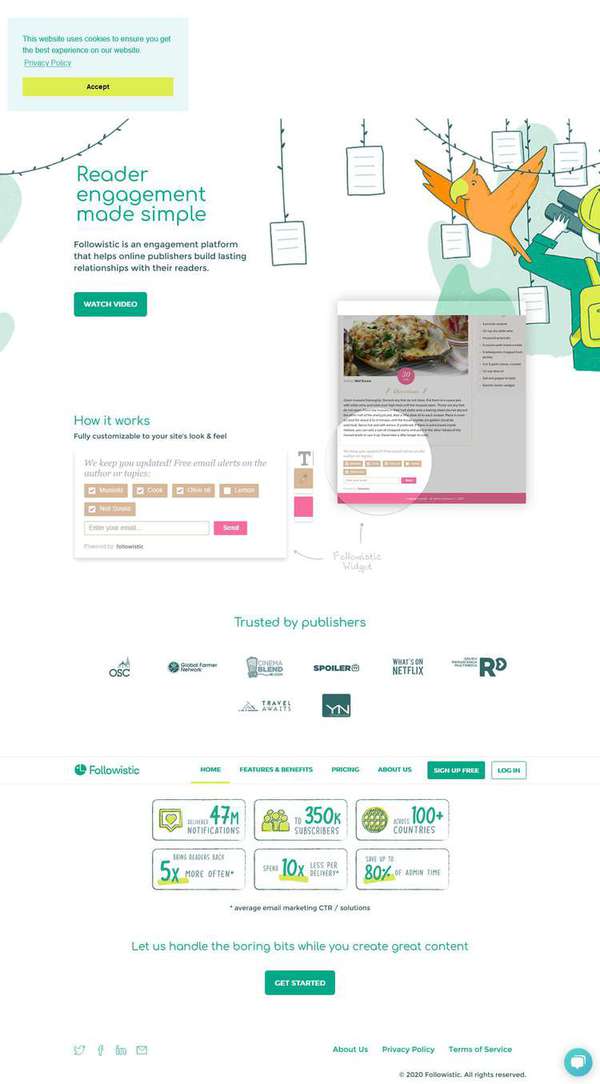 This website uses cookies to ensure you get
the best experience on our website.
Privacy Policy
Accept
Reader
engagement
made simple
Followistic is an engagement platform
that helps online publishers build lasting
relationships with their readers.
WATCH VIDEO
30
How it works
Fully customizable to your site's look & feel
We keep you updated! Free email alerts on the
author or topics:
Mussels
Cook
Olive oil
Lemon
Not Snoks
Enter your email...
Send
Powered by followistic
T
Followistic
Widget
Trusted by publishers
OSC
Global Farmer
Network
CINEMA
BLEND
SPOILER
WHAT'S ON
NETFLIX
TRAVEL
AWAITS
YN
Followistic
HOME
FEATURES & BENEFITS
PRICING
ABOUT US
SIGN UP FREE
LOG IN
DELIVERED 47M
NOTIFICATIONS
TO 350K
SUBSCRIBERS
ACROSS 100+
COUNTRIES
BRING READERS BACK
5x MORE OFTEN*
SPEND 10x LESS PER
DELIVERY*
SAVE UP TO
80% OF ADMIN TIME
* average email marketing CTR / solutions
Let us handle the boring bits while you create great content
GET STARTED
About Us
Privacy Policy
Terms of Service
© 2020 Followistic. All rights reserved.